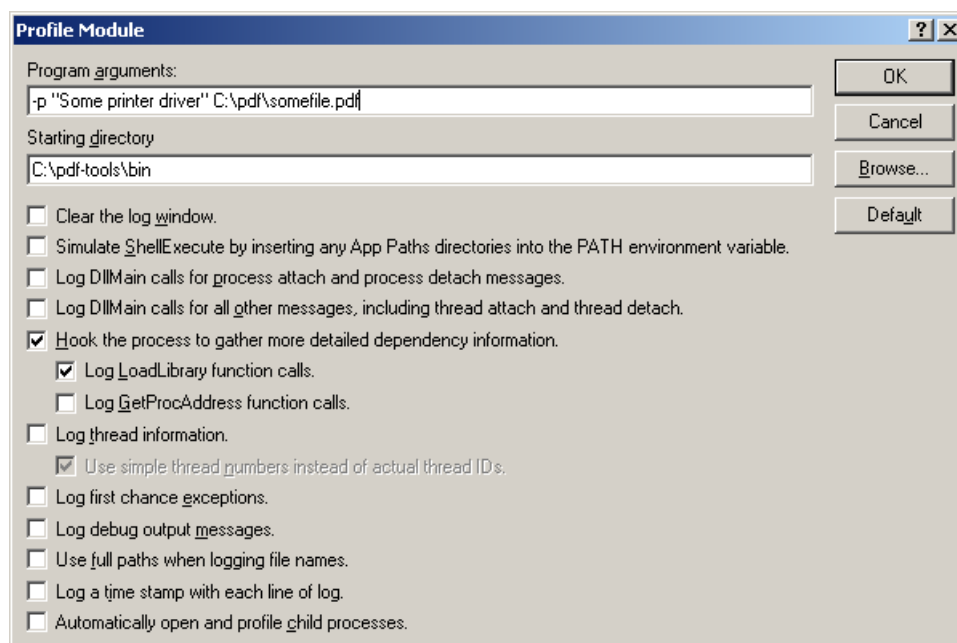 Profile Module
Program arguments:
-p "Some printer driver" C:\pdf\somefile.pdf
Starting directory
C:\pdf-tools\bin
OK
Cancel
Browse...
Default
Clear the log window.
Simulate ShellExecute by inserting any App Paths directories into the PATH environment variable.
Log DllMain calls for process attach and process detach messages.
Log DllMain calls for all other messages, including thread attach and thread detach.
Hook the process to gather more detailed dependency information.
Log LoadLibrary function calls.
Log GetProcAddress function calls.
Log thread information.
Use simple thread numbers instead of actual thread IDs.
Log first chance exceptions.
Log debug output messages.
Use full paths when logging file names.
Log a time stamp with each line of log.
Automatically open and profile child processes.